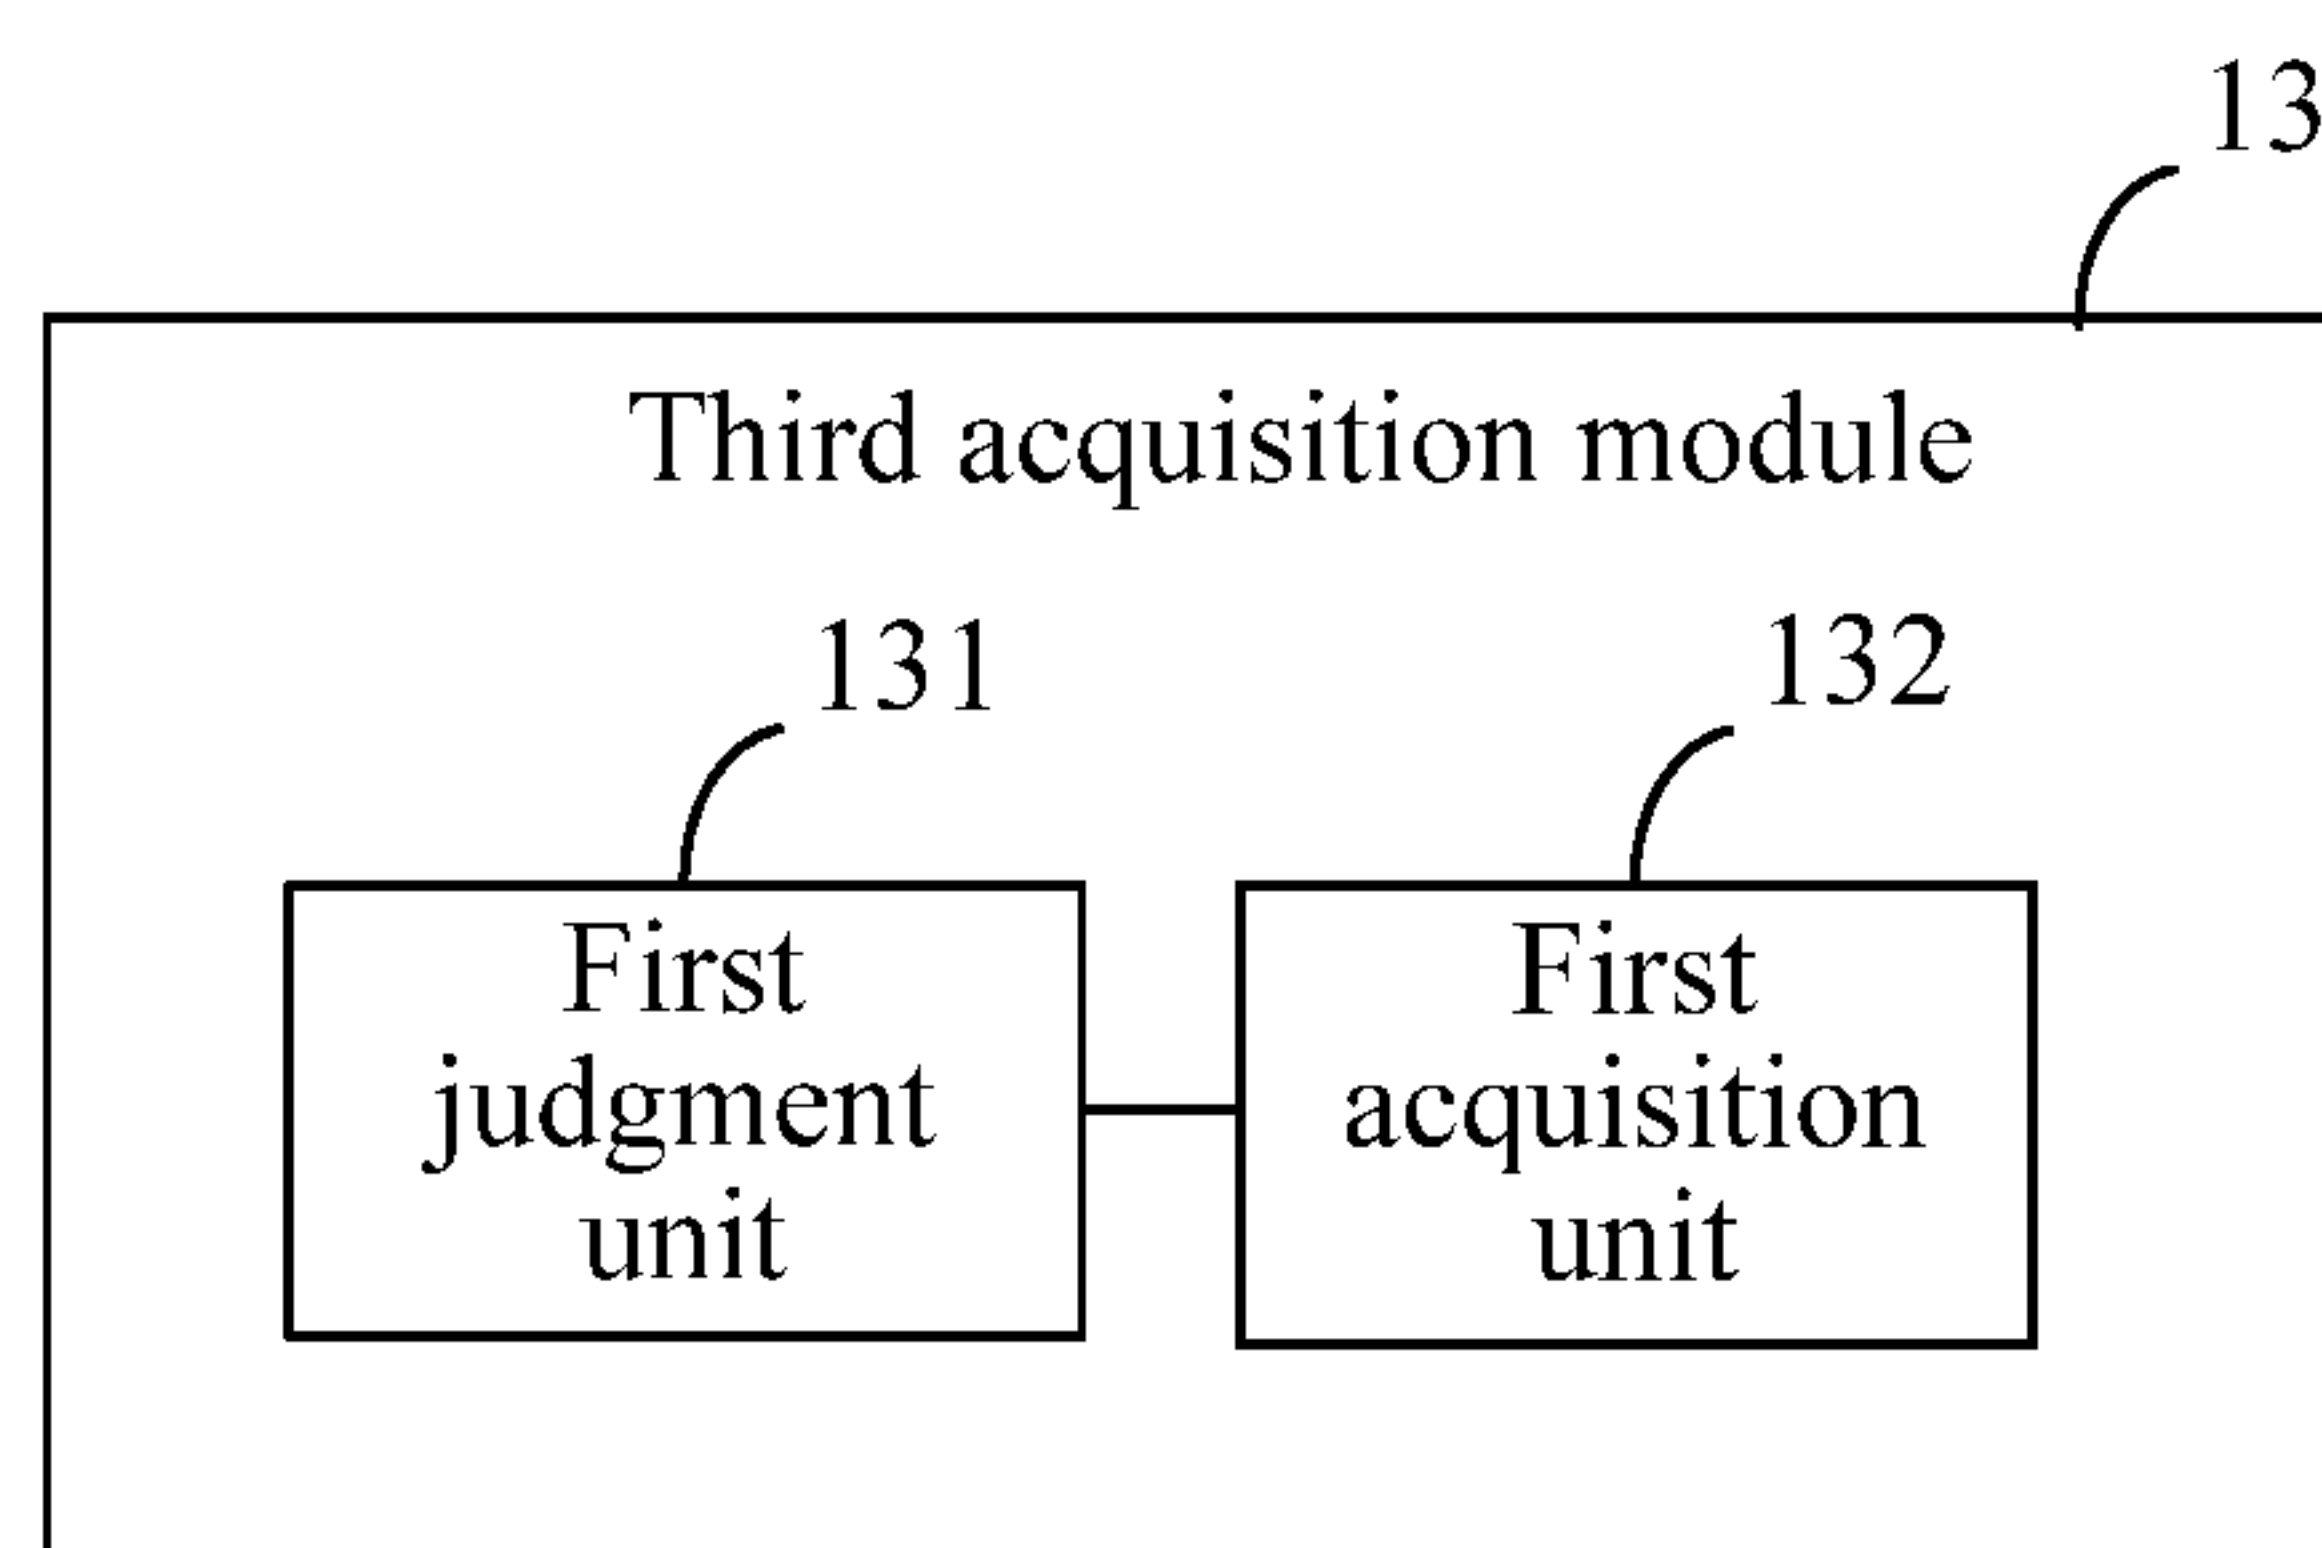 13
Third acquisition module
131
132
First
judgment
unit
First
acquisition
unit